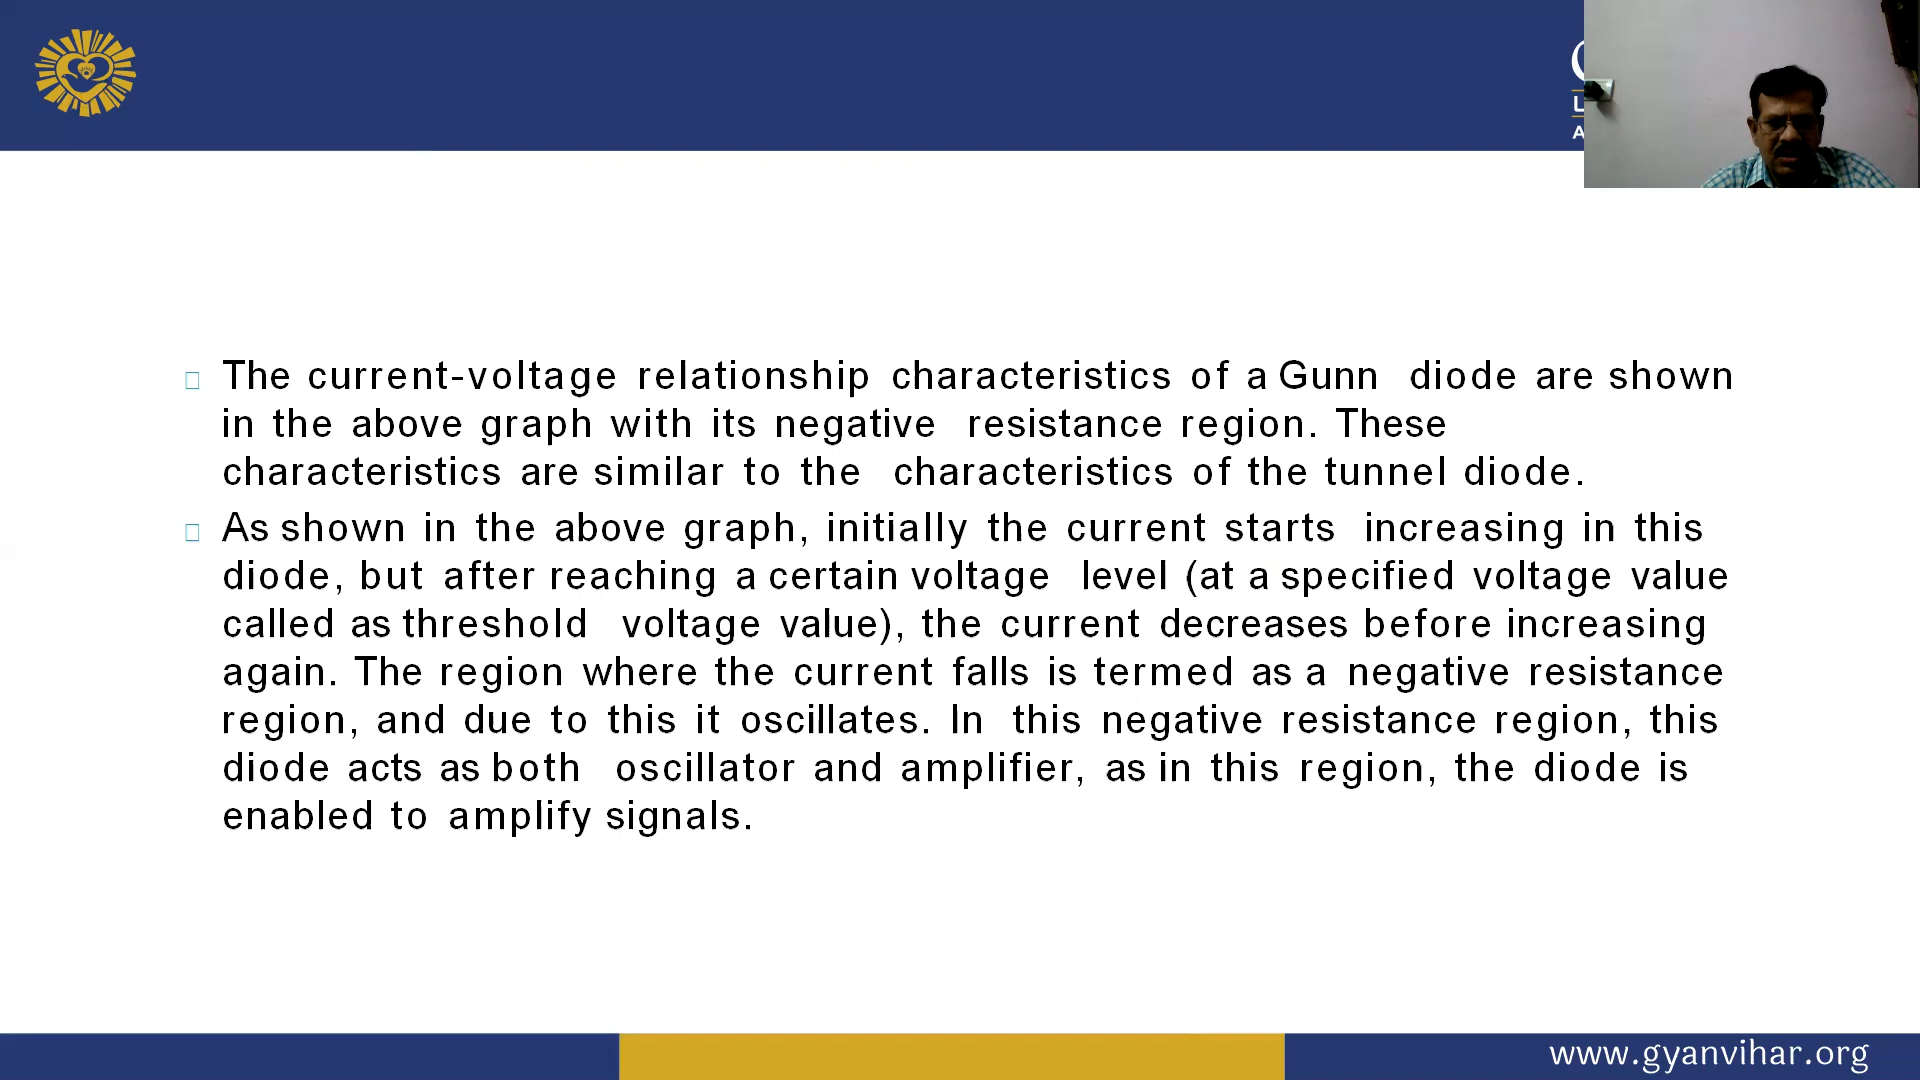 The current-voltage relationship characteristics of a Gunn diode are shown
in the above graph with its negative resistance region. These
characteristics are similar to the characteristics of the tunnel diode.
As shown in the above graph, initially the current starts increasing in this
diode, but after reaching a certain voltage level (at a specified voltage value
called as threshold voltage value), the current decreases before increasing
again. The region where the current falls is termed as a negative resistance
region, and due to this it oscillates. In this negative resistance region, this
diode acts as both oscillator and amplifier, as in this region, the diode is
enabled to amplify signals.
www.gyanvihar.org